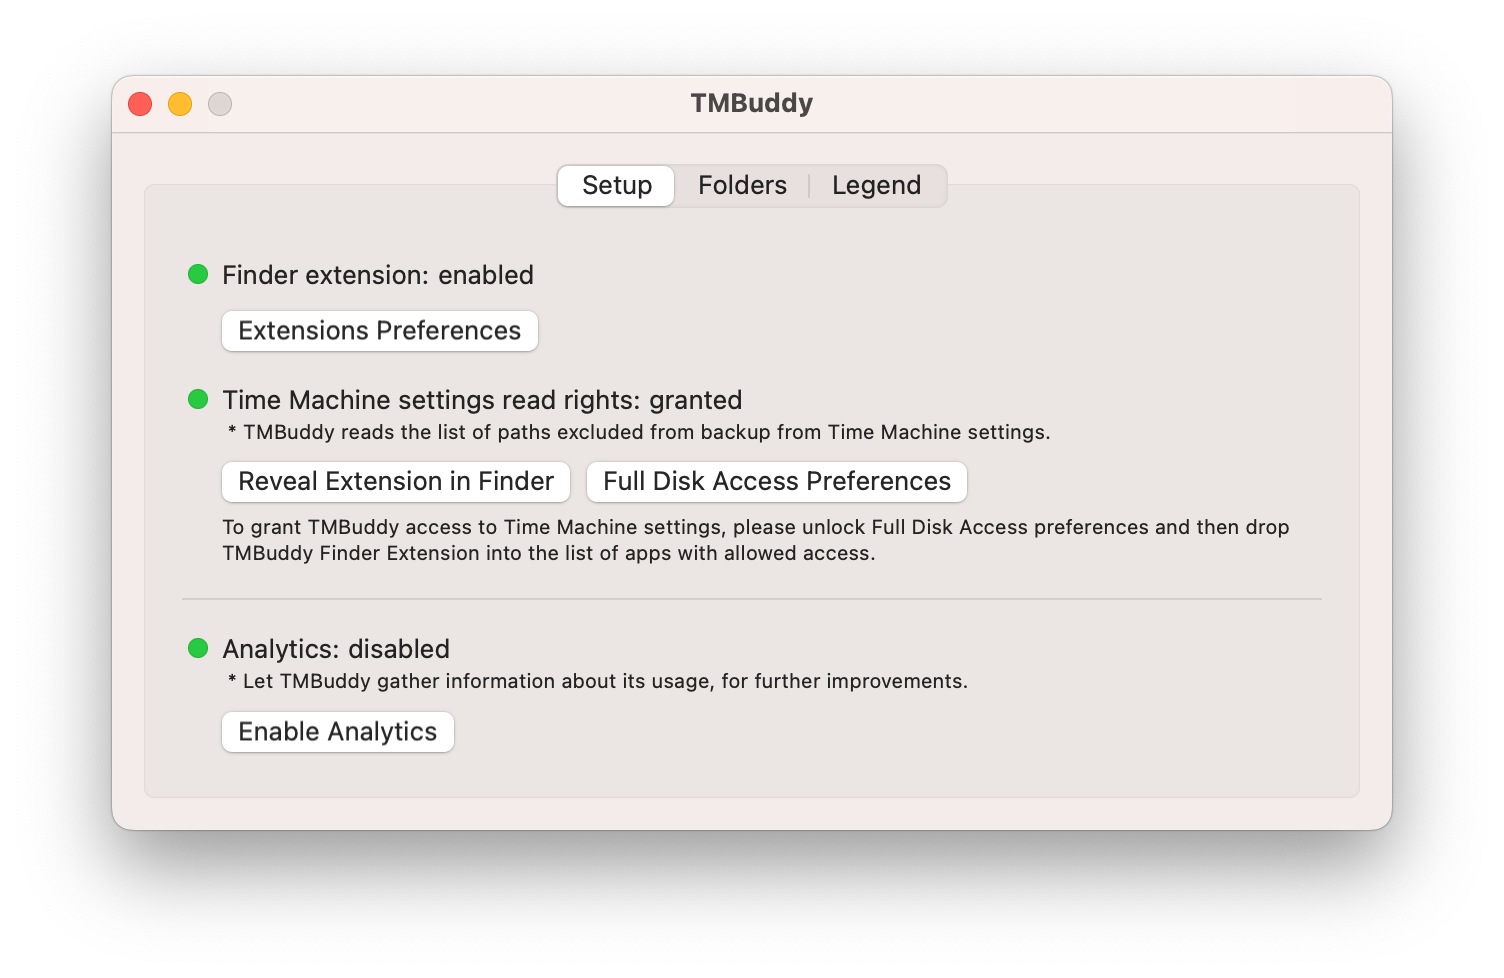 TMBuddy
Setup Folders Legend
Finder extension: enabled
Extensions Preferences
Time Machine settings read rights: granted
* TMBuddy reads the list of paths excluded from backup from Time Machine settings.
Reveal Extension in Finder Full Disk Access Preferences
To grant TMBuddy access to Time Machine settings, please unlock Full Disk Access preferences and then drop
TMBuddy Finder Extension into the list of apps with allowed access.
Analytics: disabled
* Let TMBuddy gather information about its usage, for further improvements.
Enable Analytics